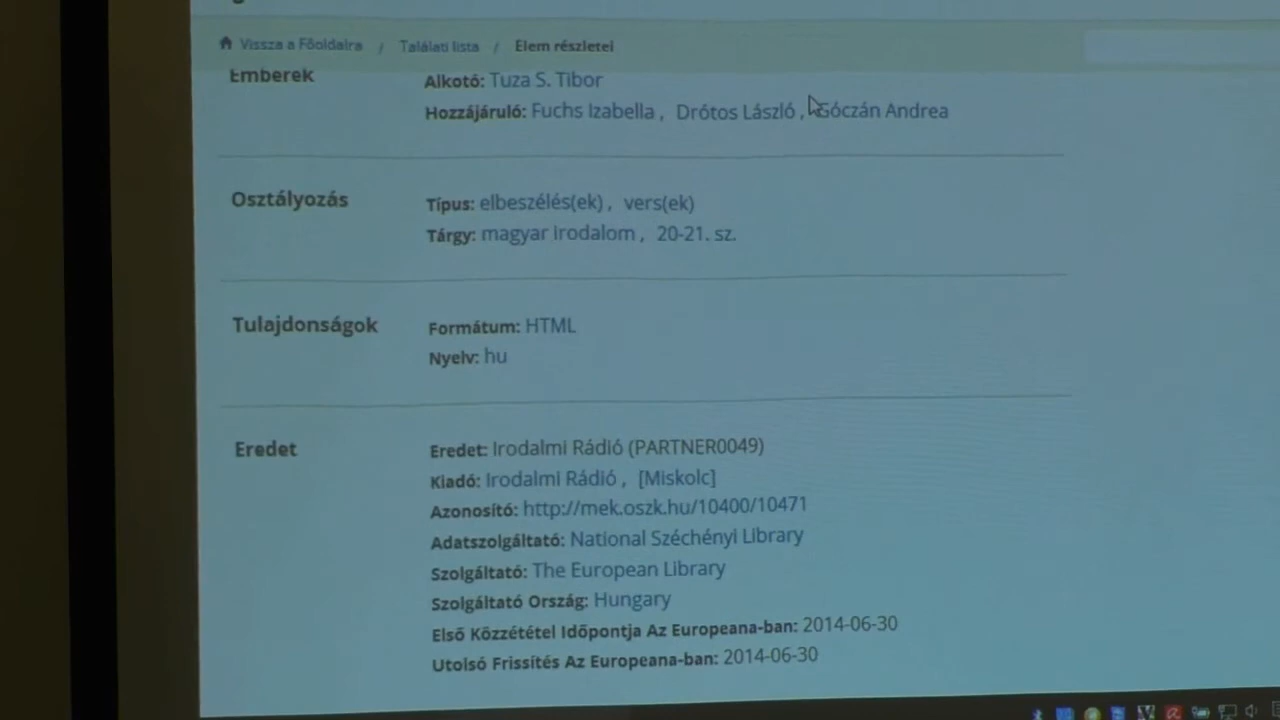 Vissza a Főoldalra / Találati lista / Elem részletei
Emberek
Alkotó: Tuza S. Tibor
Hozzájáruló: Fuchs Izabella , Drótos László , Góczán Andrea
Osztályozás
Típus: elbeszélés(ek) , vers(ek)
Tárgy: magyar irodalom , 20-21. sz.
Tulajdonságok
Formátum: HTML
Nyelv: hu
Eredet
Eredet: Irodalmi Rádió (PARTNER0049)
Kiadó: Irodalmi Rádió , [Miskolc]
Azonosító: http://mek.oszk.hu/10400/10471
Adatszolgáltató: National Széchényi Library
Szolgáltató: The European Library
Szolgáltató Ország: Hungary
Első Közzététel Időpontja Az Europeana-ban: 2014-06-30
Utolsó Frissítés Az Europeana-ban: 2014-06-30